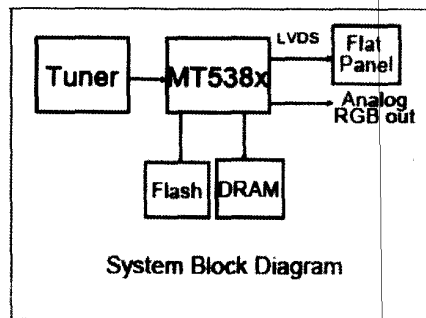 LVDS
Flat
Panel
Tuner
MT538x
Analog
RGB out
Flash
DRAM
System Block Diagram